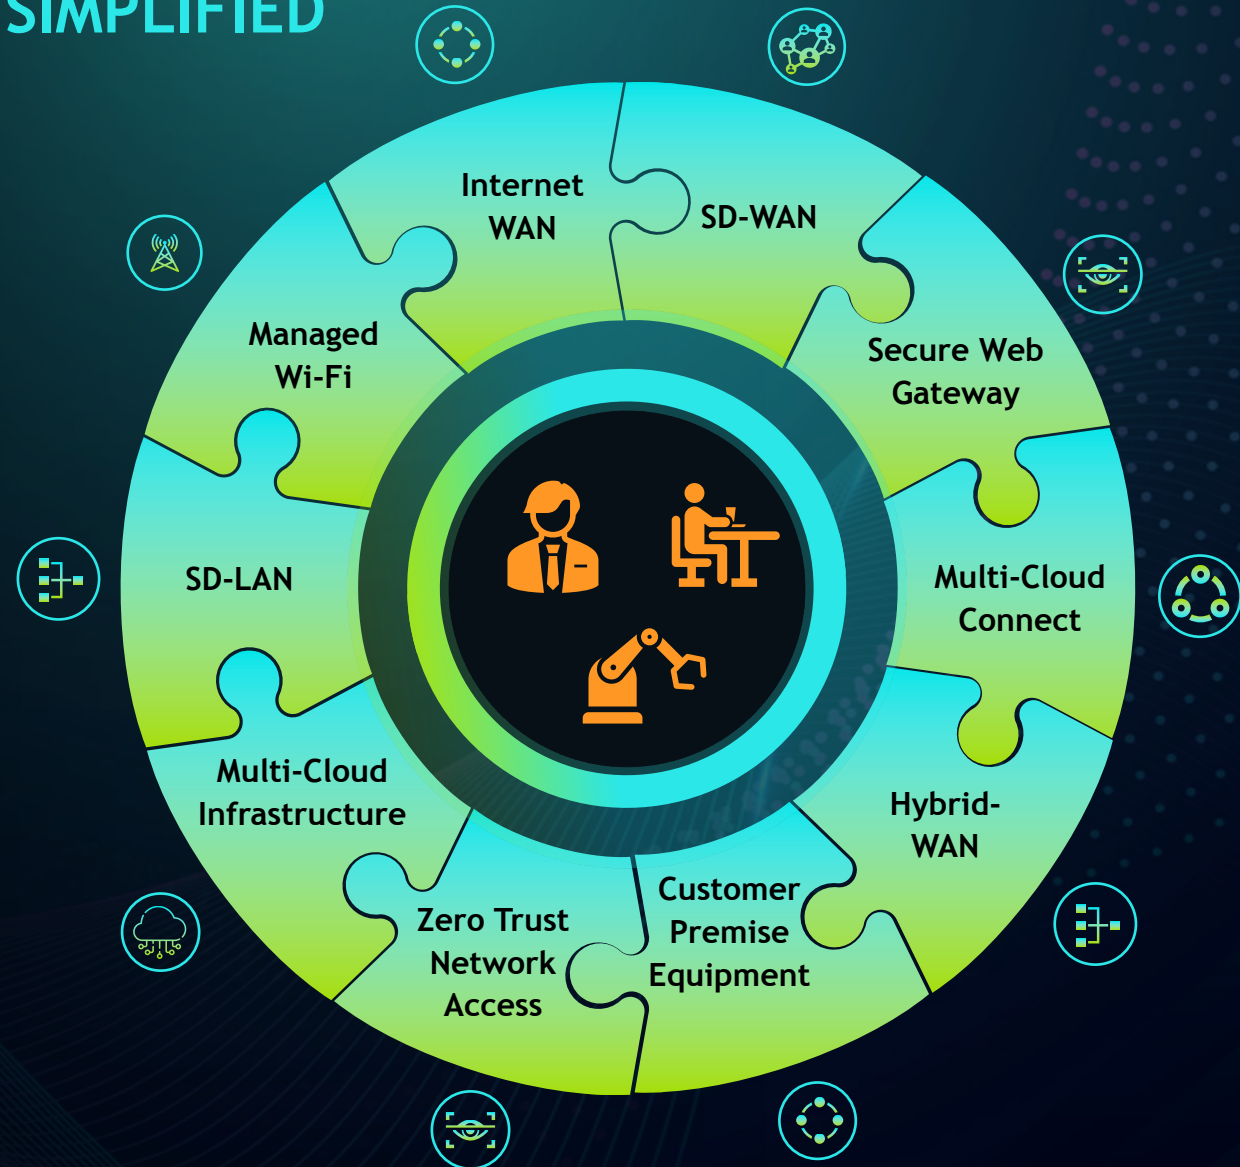 SIMPLIFIED
Internet
WAN
SD-WAN
Secure Web
Gateway
Multi-Cloud
Connect
Hybrid-
WAN
Customer
Premise
Equipment
Zero Trust
Network
Access
Multi-Cloud
Infrastructure
SD-LAN
Managed
Wi-Fi